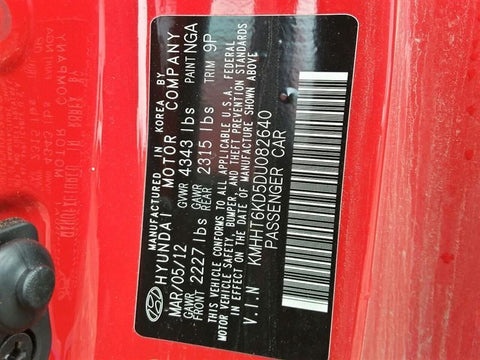 MANUFACTURED IN KOREA BY
HYUNDAI MOTOR COMPANY
MAR/05/12 GVWR 4343 lbs PAINT NGA
GAWR FRONT 2227 lbs GAWR REAR 2315 lbs TRIM 9P
THIS VEHICLE CONFORMS TO ALL APPLICABLE U.S.A. FEDERAL
MOTOR VEHICLE SAFETY, BUMPER, AND THEFT PREVENTION STANDARDS
IN EFFECT ON THE DATE OF MANUFACTURE SHOWN ABOVE
V.I.N KMHHT6KD5DU082640
PASSENGER CAR